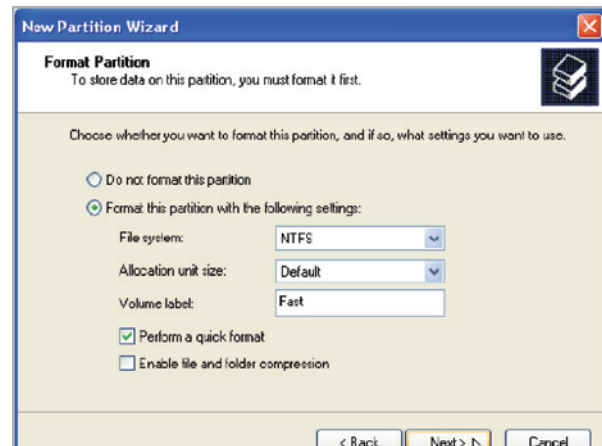 New Partition Wizard
Format Partition
To store data on this partition, you must format it first.
Choose whether you want to format this partition, and if so, what settings you want to use.
Do not format this partition
Format this partition with the following settings:
File system: NTFS
Allocation unit size: Default
Volume label: Fast
Perform a quick format
Enable file and folder compression
< Back Next > Cancel